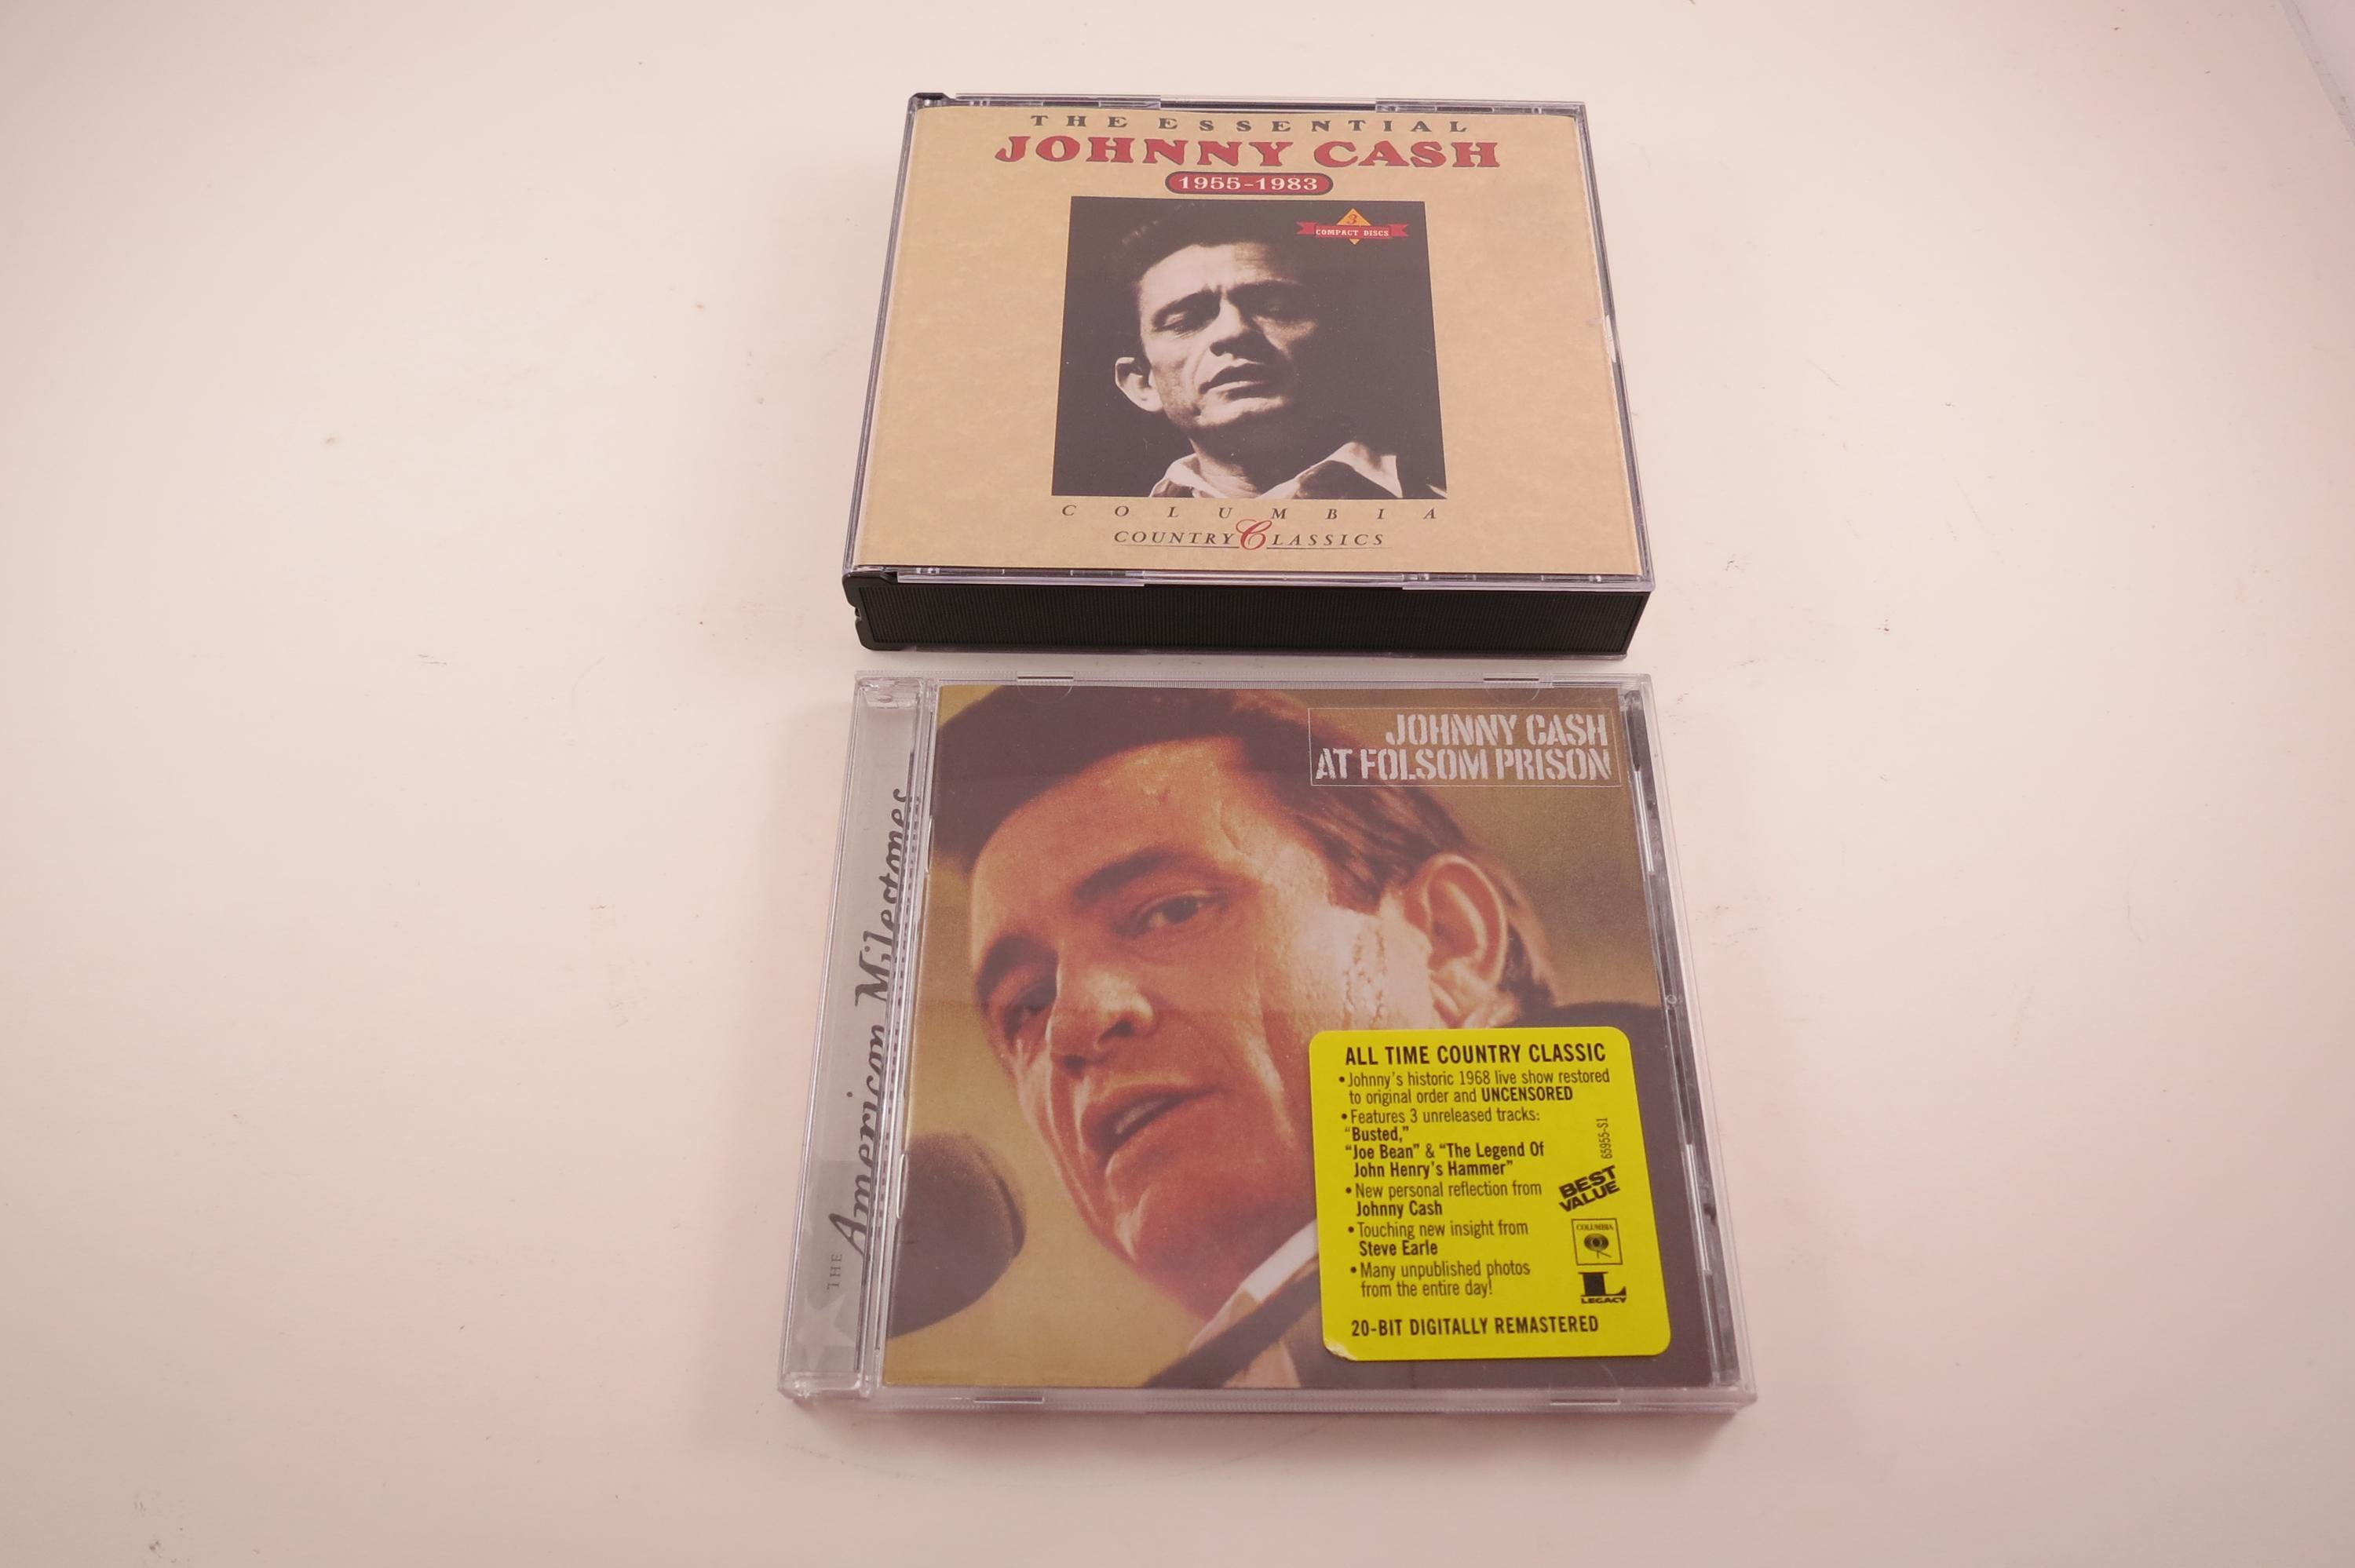 THE ESSENTIAL
JOHNNY CASH
1955-1983
3
COMPACT DISCS
COLUMBIA
COUNTRY CLASSICS
JOHNNY CASH
AT FOLSOM PRISON
THE American Milestones
ALL TIME COUNTRY CLASSIC
• Johnny's historic 1968 live show restored
to original order and UNCENSORED
• Features 3 unreleased tracks:
"Busted,"
"Joe Bean" & "The Legend Of
John Henry's Hammer"
• New personal reflection from
Johnny Cash
• Touching new insight from
Steve Earle
• Many unpublished photos
from the entire day!
20-BIT DIGITALLY REMASTERED
65955-S1
BEST
VALUE
COLUMBIA
L
LEGACY